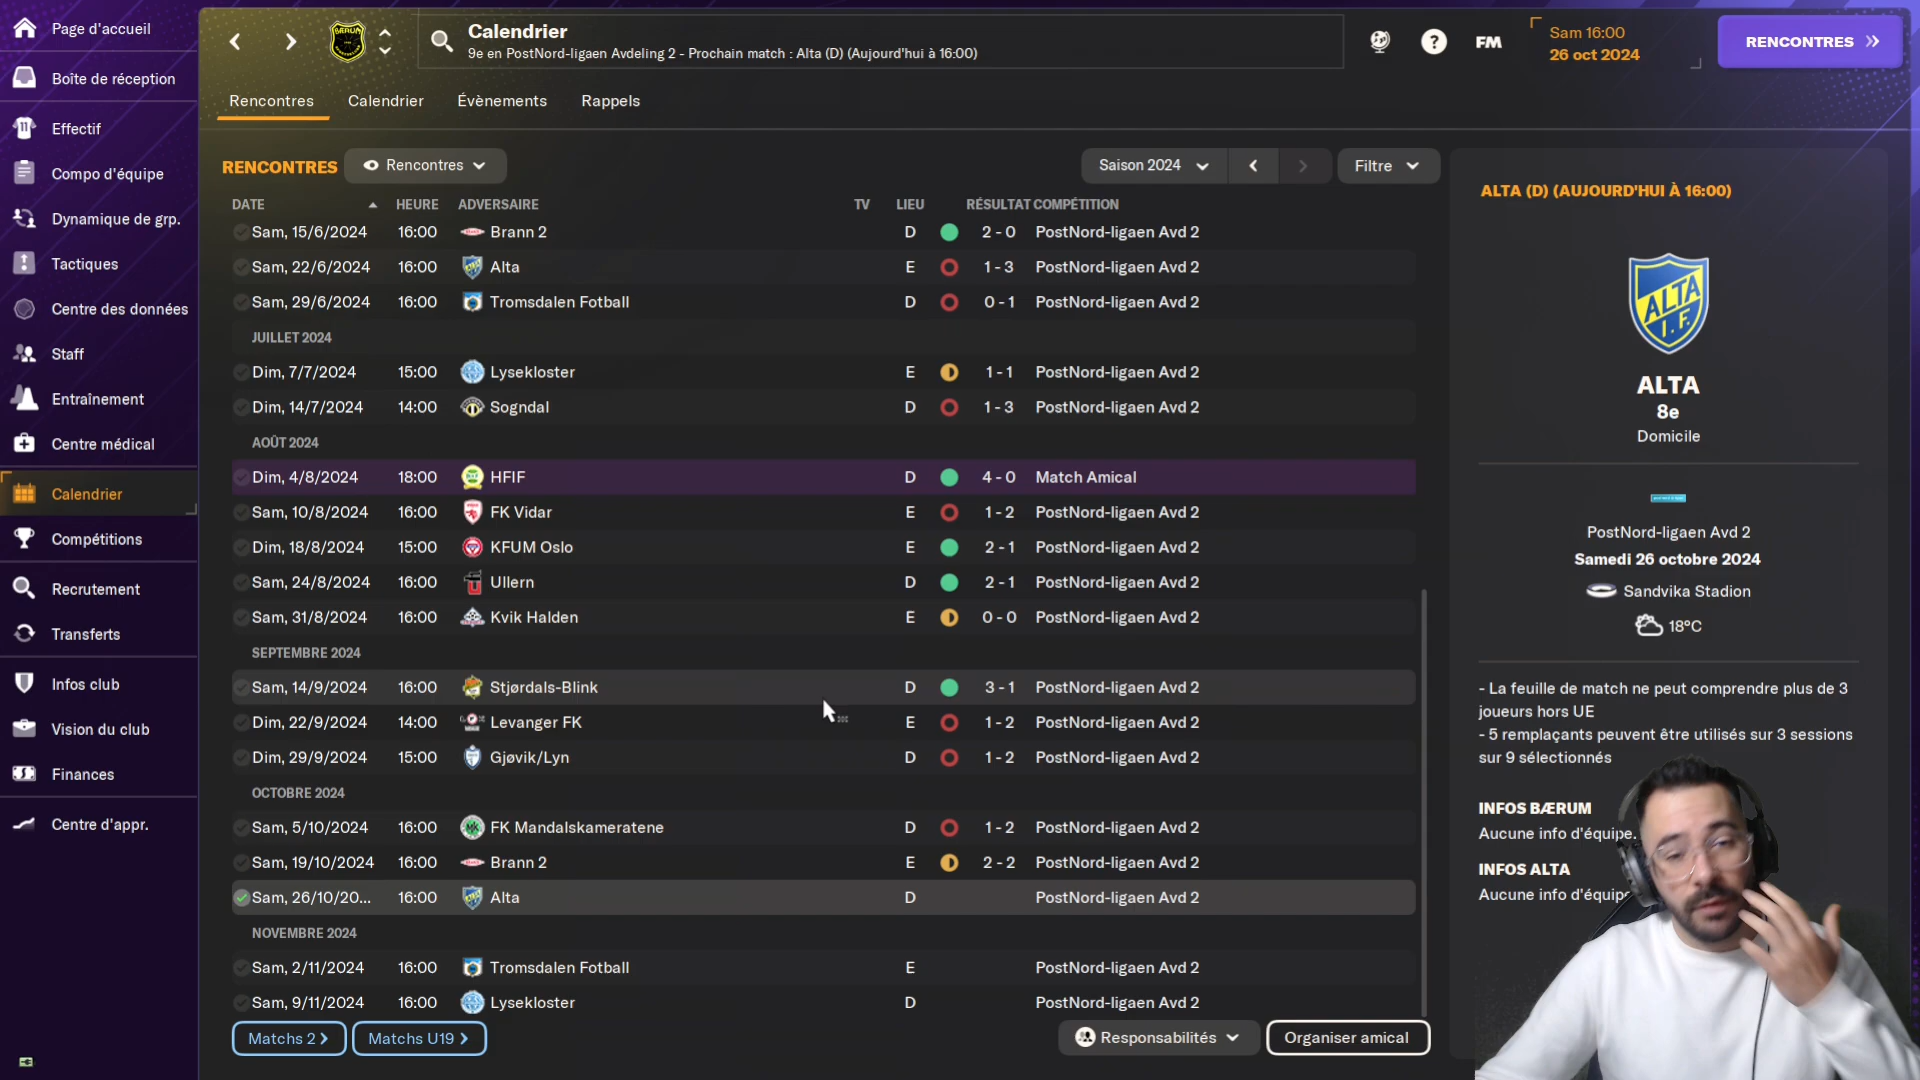 Page d'accueil
Boîte de réception
Effectif
Compo d'équipe
Dynamique de grp.
Tactiques
Centre des données
Staff
Entraînement
Centre médical
Calendrier
Compétitions
Recrutement
Transferts
Infos club
Vision du club
Finances
Centre d'appr.
BÆRUM
Calendrier
9e en PostNord-ligaen Avdeling 2 - Prochain match : Alta (D) (Aujourd'hui à 16:00)
FM
Sam 16:00
26 oct 2024
RENCONTRES
Rencontres Calendrier Évènements Rappels
RENCONTRES Rencontres Saison 2024 Filtre
DATE HEURE ADVERSAIRE TV LIEU RÉSULTAT COMPÉTITION
Sam, 15/6/2024 16:00 Brann 2 D 2 - 0 PostNord-ligaen Avd 2
Sam, 22/6/2024 16:00 Alta E 1 - 3 PostNord-ligaen Avd 2
Sam, 29/6/2024 16:00 Tromsdalen Fotball D 0 - 1 PostNord-ligaen Avd 2
JUILLET 2024
Dim, 7/7/2024 15:00 Lysekloster E 1 - 1 PostNord-ligaen Avd 2
Dim, 14/7/2024 14:00 Sogndal D 1 - 3 PostNord-ligaen Avd 2
AOÛT 2024
Dim, 4/8/2024 18:00 HFIF D 4 - 0 Match Amical
Sam, 10/8/2024 16:00 FK Vidar E 1 - 2 PostNord-ligaen Avd 2
Dim, 18/8/2024 15:00 KFUM Oslo E 2 - 1 PostNord-ligaen Avd 2
Sam, 24/8/2024 16:00 Ullern D 2 - 1 PostNord-ligaen Avd 2
Sam, 31/8/2024 16:00 Kvik Halden E 0 - 0 PostNord-ligaen Avd 2
SEPTEMBRE 2024
Sam, 14/9/2024 16:00 Stjørdals-Blink D 3 - 1 PostNord-ligaen Avd 2
Dim, 22/9/2024 14:00 Levanger FK E 1 - 2 PostNord-ligaen Avd 2
Dim, 29/9/2024 15:00 Gjøvik/Lyn D 1 - 2 PostNord-ligaen Avd 2
OCTOBRE 2024
Sam, 5/10/2024 16:00 FK Mandalskameratene D 1 - 2 PostNord-ligaen Avd 2
Sam, 19/10/2024 16:00 Brann 2 E 2 - 2 PostNord-ligaen Avd 2
Sam, 26/10/20... 16:00 Alta D PostNord-ligaen Avd 2
NOVEMBRE 2024
Sam, 2/11/2024 16:00 Tromsdalen Fotball E PostNord-ligaen Avd 2
Sam, 9/11/2024 16:00 Lysekloster D PostNord-ligaen Avd 2
Matchs 2 Matchs U19 Responsabilités Organiser amical
ALTA (D) (AUJOURD'HUI À 16:00)
ALTA
I.F.
ALTA
8e
Domicile
PostNord-ligaen Avd 2
Samedi 26 octobre 2024
Sandvika Stadion
18°C
- La feuille de match ne peut comprendre plus de 3
joueurs hors UE
- 5 remplaçants peuvent être utilisés sur 3 sessions
sur 9 sélectionnés
INFOS BÆRUM
Aucune info d'équipe.
INFOS ALTA
Aucune info d'équipe